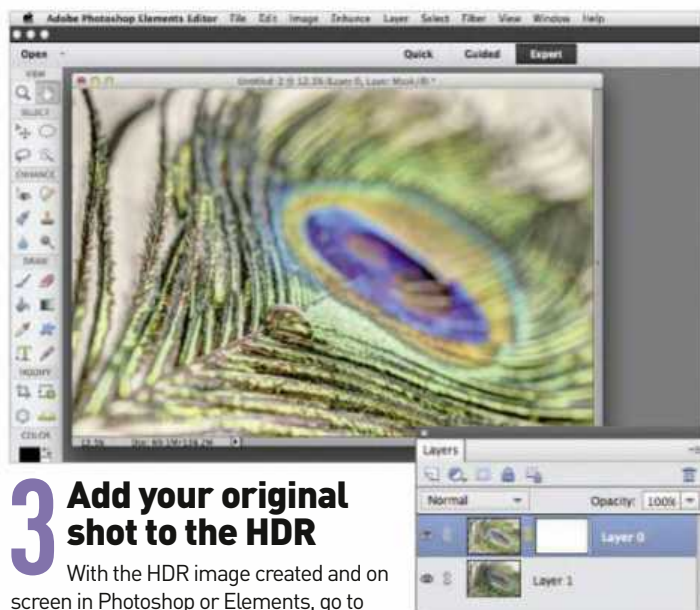 Adobe Photoshop Elements Editor File Edit Image Enhance Layer Select Filter View Window Help
Open Quick Guided Expert
VIEW
SELECT
ENHANCE
DRAW
MODIFY
COLOR
12.5%
Layers
Normal Opacity: 100%
Layer 0
Layer 1
3 Add your original
shot to the HDR
With the HDR image created and on
screen in Photoshop or Elements, go to